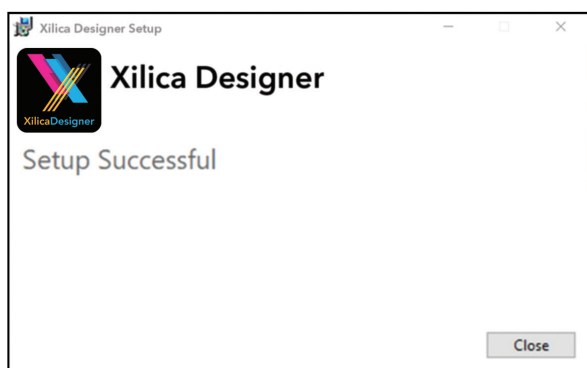 Xilica Designer Setup
XilicaDesigner
Xilica Designer
Setup Successful
Close